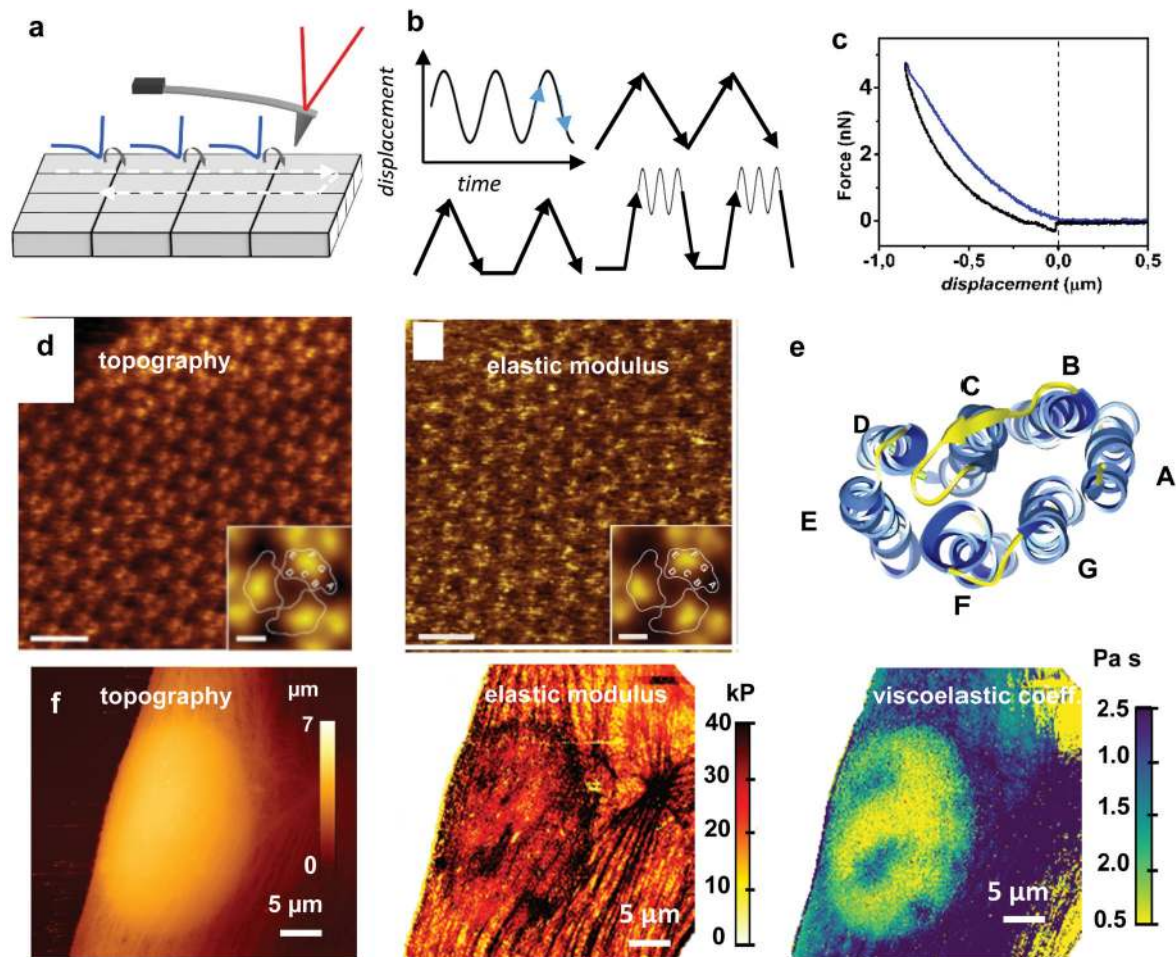 a
b
displacement
time
c
Force (nN)
4
2
0
-1,0
-0,5
0,0
0,5
displacement (µm)
d
topography
elastic modulus
e
A
B
C
D
E
F
G
f
topography
µm
7
0
5 µm
elastic modulus
kP
40
30
20
10
0
5 µm
viscoelastic coeff.
Pa s
2.5
1.0
1.5
2.0
0.5
5 µm